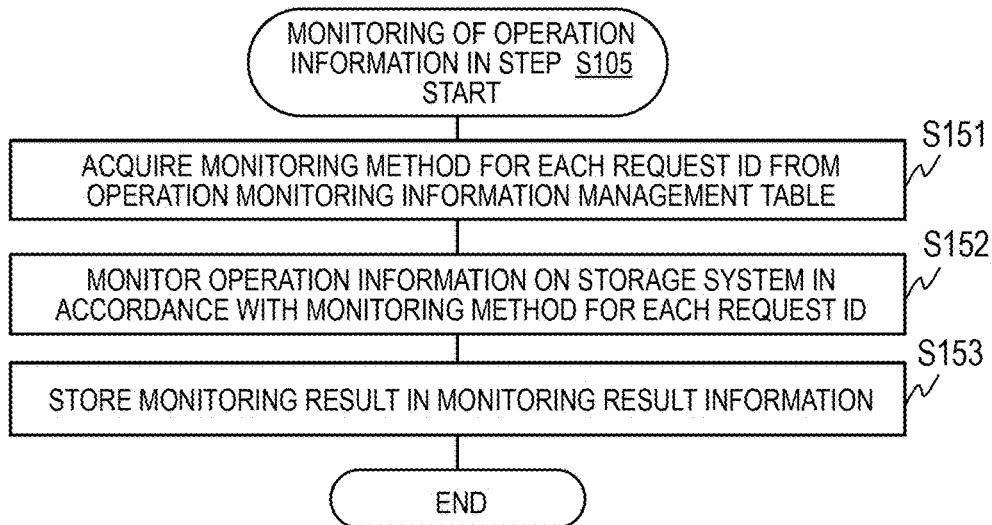 MONITORING OF OPERATION
INFORMATION IN STEP S105
START
S151
ACQUIRE MONITORING METHOD FOR EACH REQUEST ID FROM
OPERATION MONITORING INFORMATION MANAGEMENT TABLE
S152
MONITOR OPERATION INFORMATION ON STORAGE SYSTEM IN
ACCORDANCE WITH MONITORING METHOD FOR EACH REQUEST ID
S153
STORE MONITORING RESULT IN MONITORING RESULT INFORMATION
END